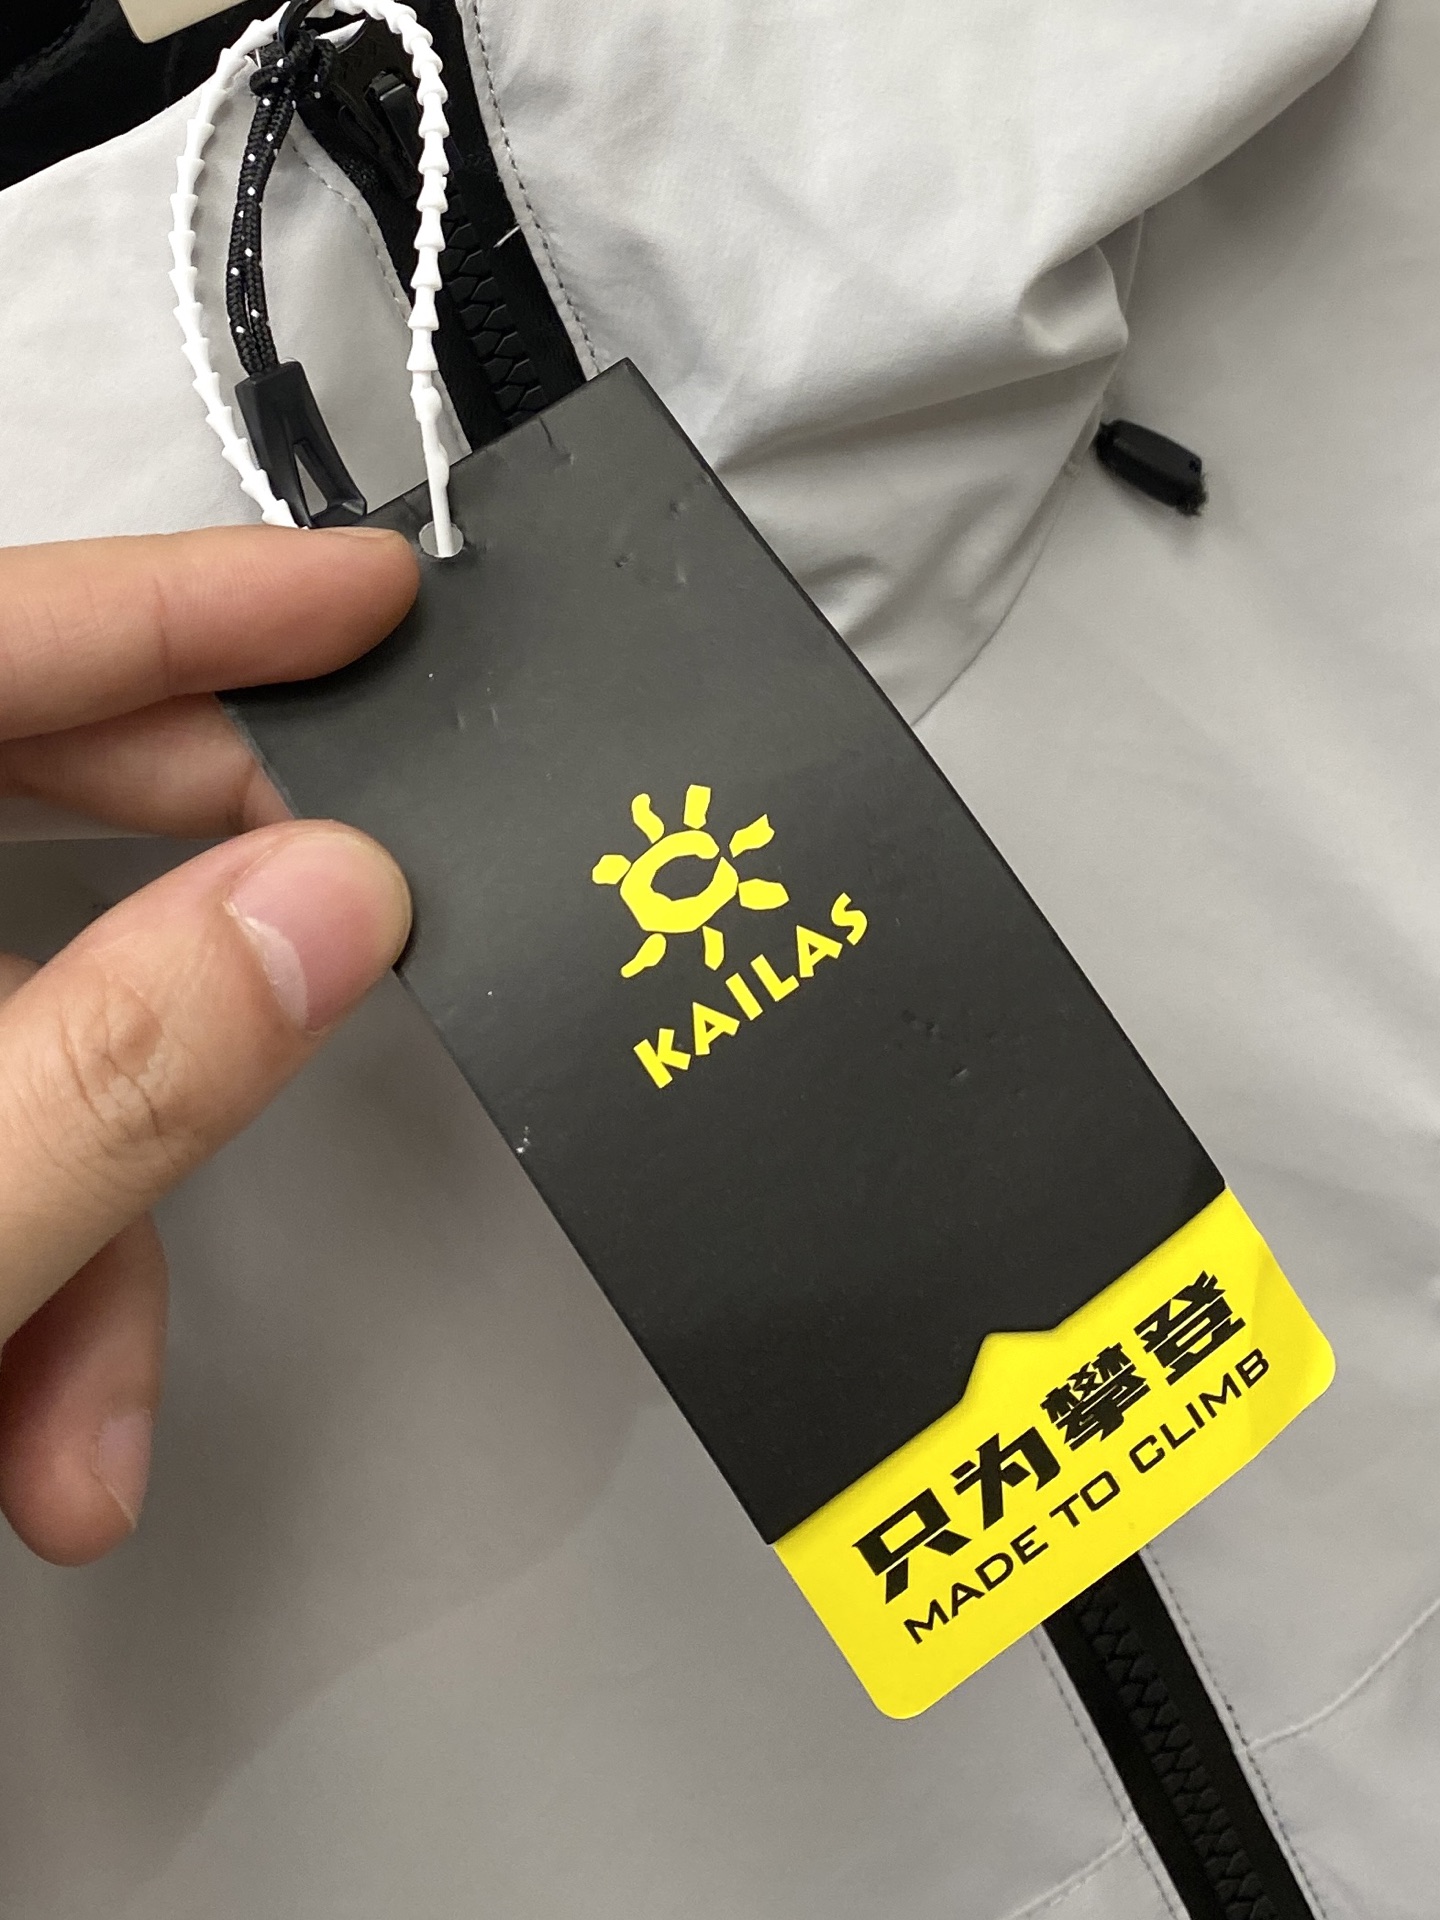 KAILAS
只为攀登
MADE TO CLIMB